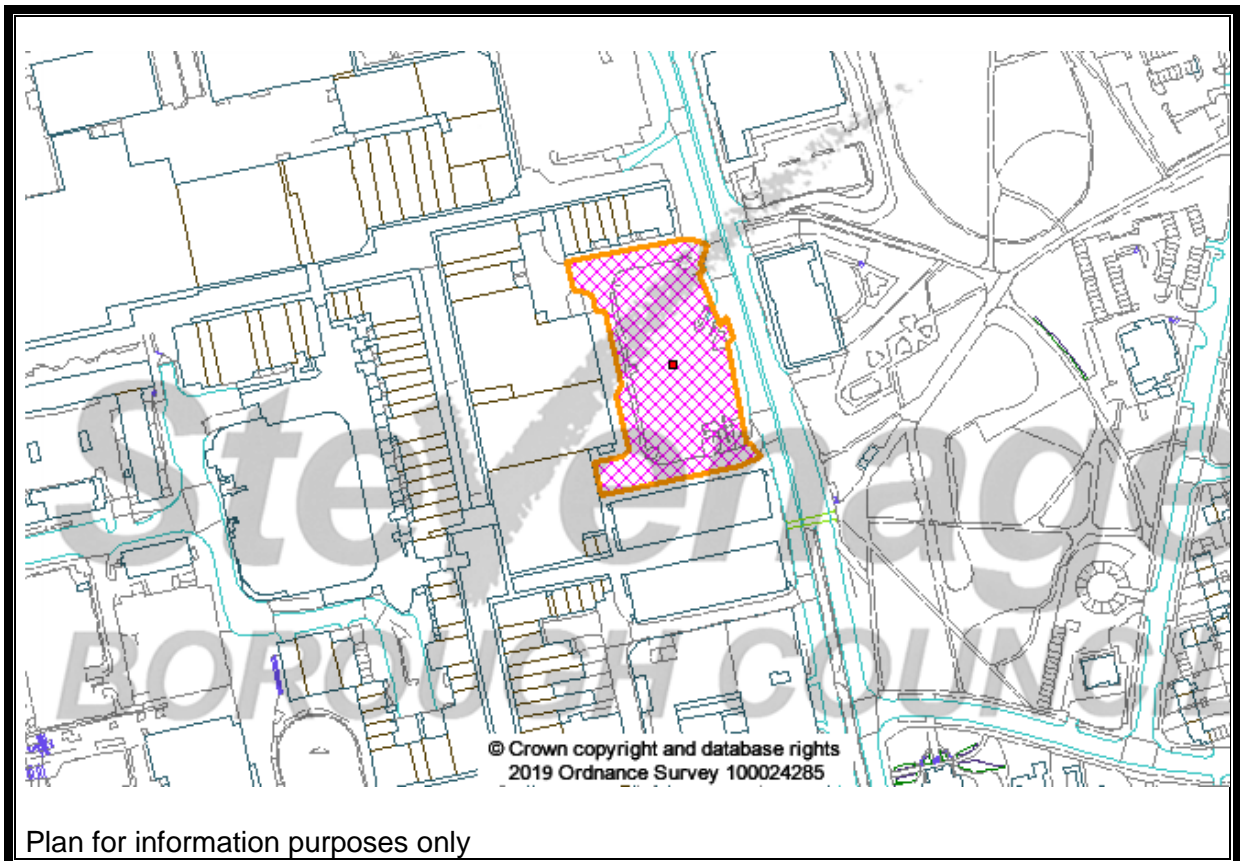 Stevenage
BOROUGH COUNCIL
© Crown copyright and database rights
2019 Ordnance Survey 100024285
Plan for information purposes only